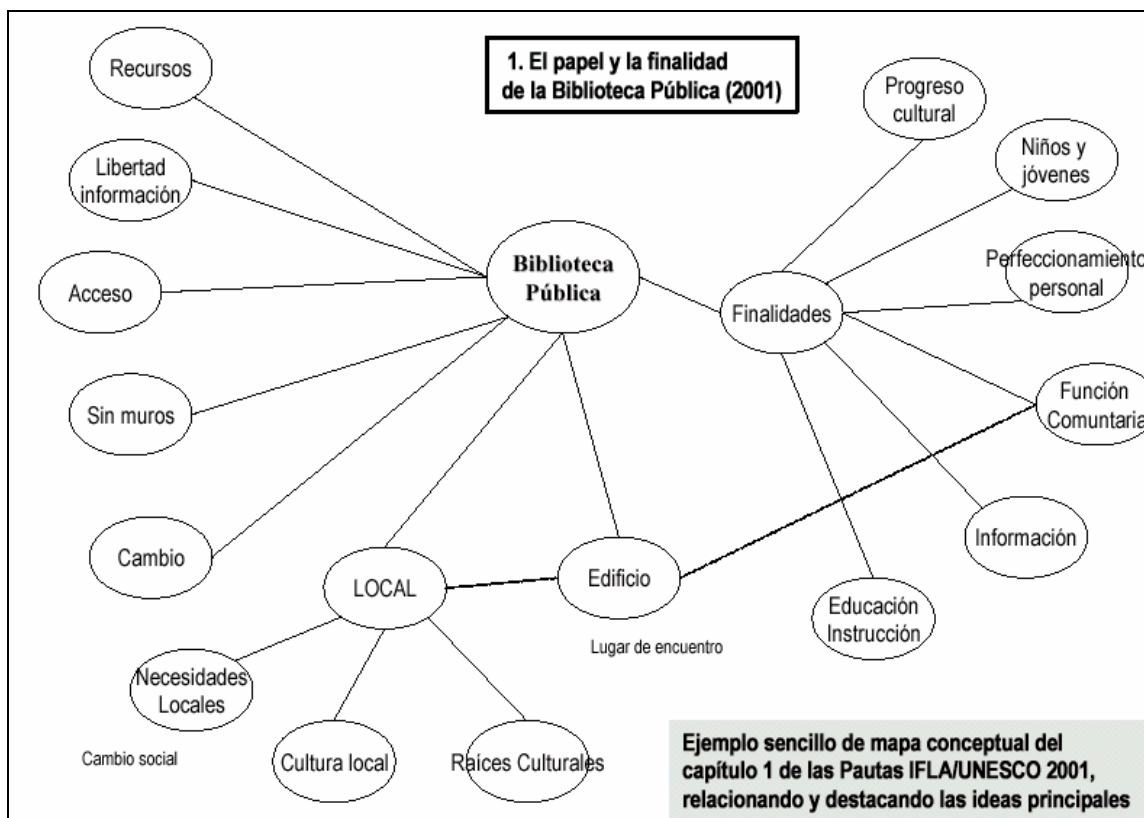 1. El papel y la finalidad
de la Biblioteca Pública (2001)
Recursos
Libertad
información
Acceso
Sin muros
Cambio
Biblioteca
Pública
Finalidades
Progreso
cultural
Niños y
jóvenes
Perfeccionamiento
personal
Función
Comuntaria
Información
Educación
Instrucción
LOCAL
Edificio
Lugar de encuentro
Necesidades
Locales
Cambio social
Cultura local
Raíces Culturales
Ejemplo sencillo de mapa conceptual del
capítulo 1 de las Pautas IFLA/UNESCO 2001,
relacionando y destacando las ideas principales